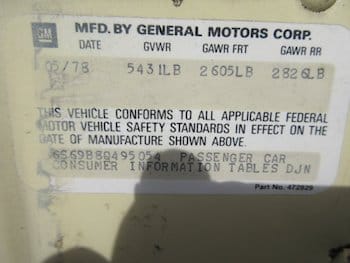 GM
MFD. BY GENERAL MOTORS CORP.
DATE GVWR GAWR FRT GAWR RR
05/78 5431LB 2605LB 2826LB
THIS VEHICLE CONFORMS TO ALL APPLICABLE FEDERAL
MOTOR VEHICLE SAFETY STANDARDS IN EFFECT ON THE
DATE OF MANUFACTURE SHOWN ABOVE.
6S69B8Q495054 PASSENGER CAR
CONSUMER INFORMATION TABLES DJN
Part No. 472829